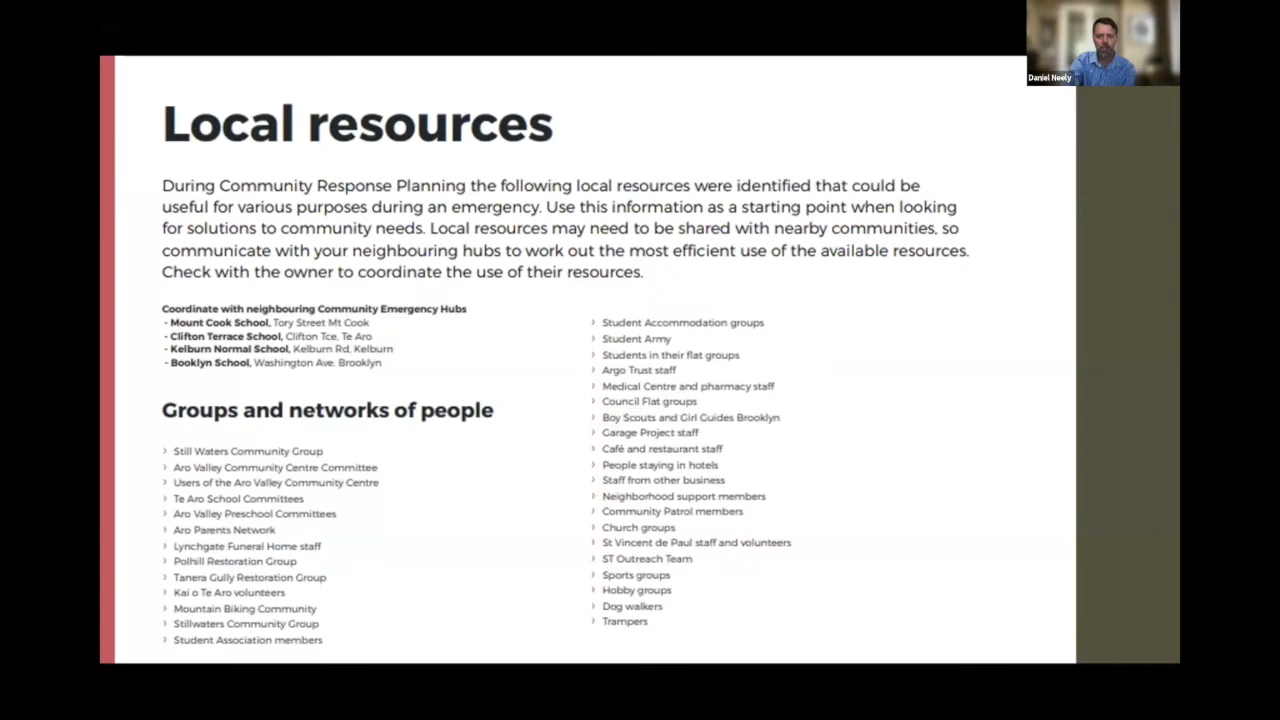 Daniel Neely
Local resources
During Community Response Planning the following local resources were identified that could be
useful for various purposes during an emergency. Use this information as a starting point when looking
for solutions to community needs. Local resources may need to be shared with nearby communities, so
communicate with your neighbouring hubs to work out the most efficient use of the available resources.
Check with the owner to coordinate the use of their resources.
Coordinate with neighbouring Community Emergency Hubs
- Mount Cook School, Tory Street Mt Cook
- Clifton Terrace School, Clifton Tce, Te Aro
- Kelburn Normal School, Kelburn Rd, Kelburn
- Booklyn School, Washington Ave, Brooklyn
Groups and networks of people
› Still Waters Community Group
› Aro Valley Community Centre Committee
› Users of the Aro Valley Community Centre
› Te Aro School Committees
› Aro Valley Preschool Committees
› Aro Parents Network
› Lynchgate Funeral Home staff
› Polhill Restoration Group
› Tanera Gully Restoration Group
› Kai o Te Aro volunteers
› Mountain Biking Community
› Stillwaters Community Group
› Student Association members
› Student Accommodation groups
› Student Army
› Students in their flat groups
› Argo Trust staff
› Medical Centre and pharmacy staff
› Council Flat groups
› Boy Scouts and Girl Guides Brooklyn
› Garage Project staff
› Café and restaurant staff
› People staying in hotels
› Staff from other business
› Neighborhood support members
› Community Patrol members
› Church groups
› St Vincent de Paul staff and volunteers
› ST Outreach Team
› Sports groups
› Hobby groups
› Dog walkers
› Trampers